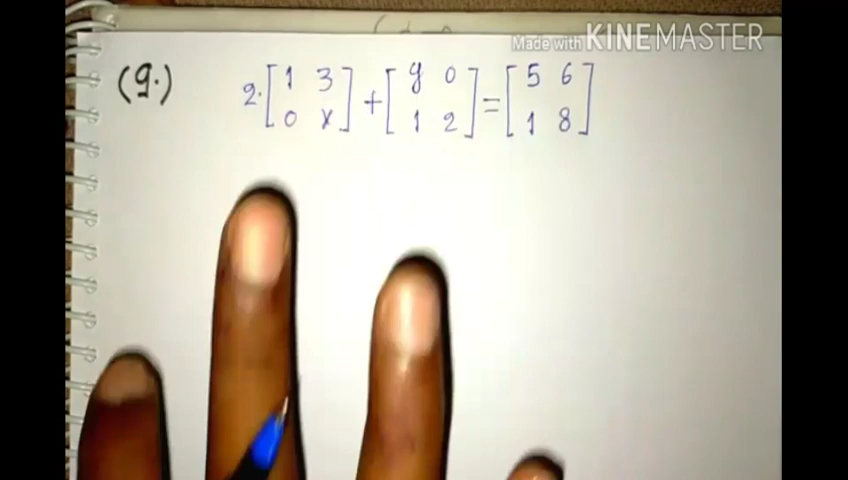 Made with KINEMASTER
(9.) 2·[1 3 0 x] + [y 0 1 2] = [5 6 1 8]